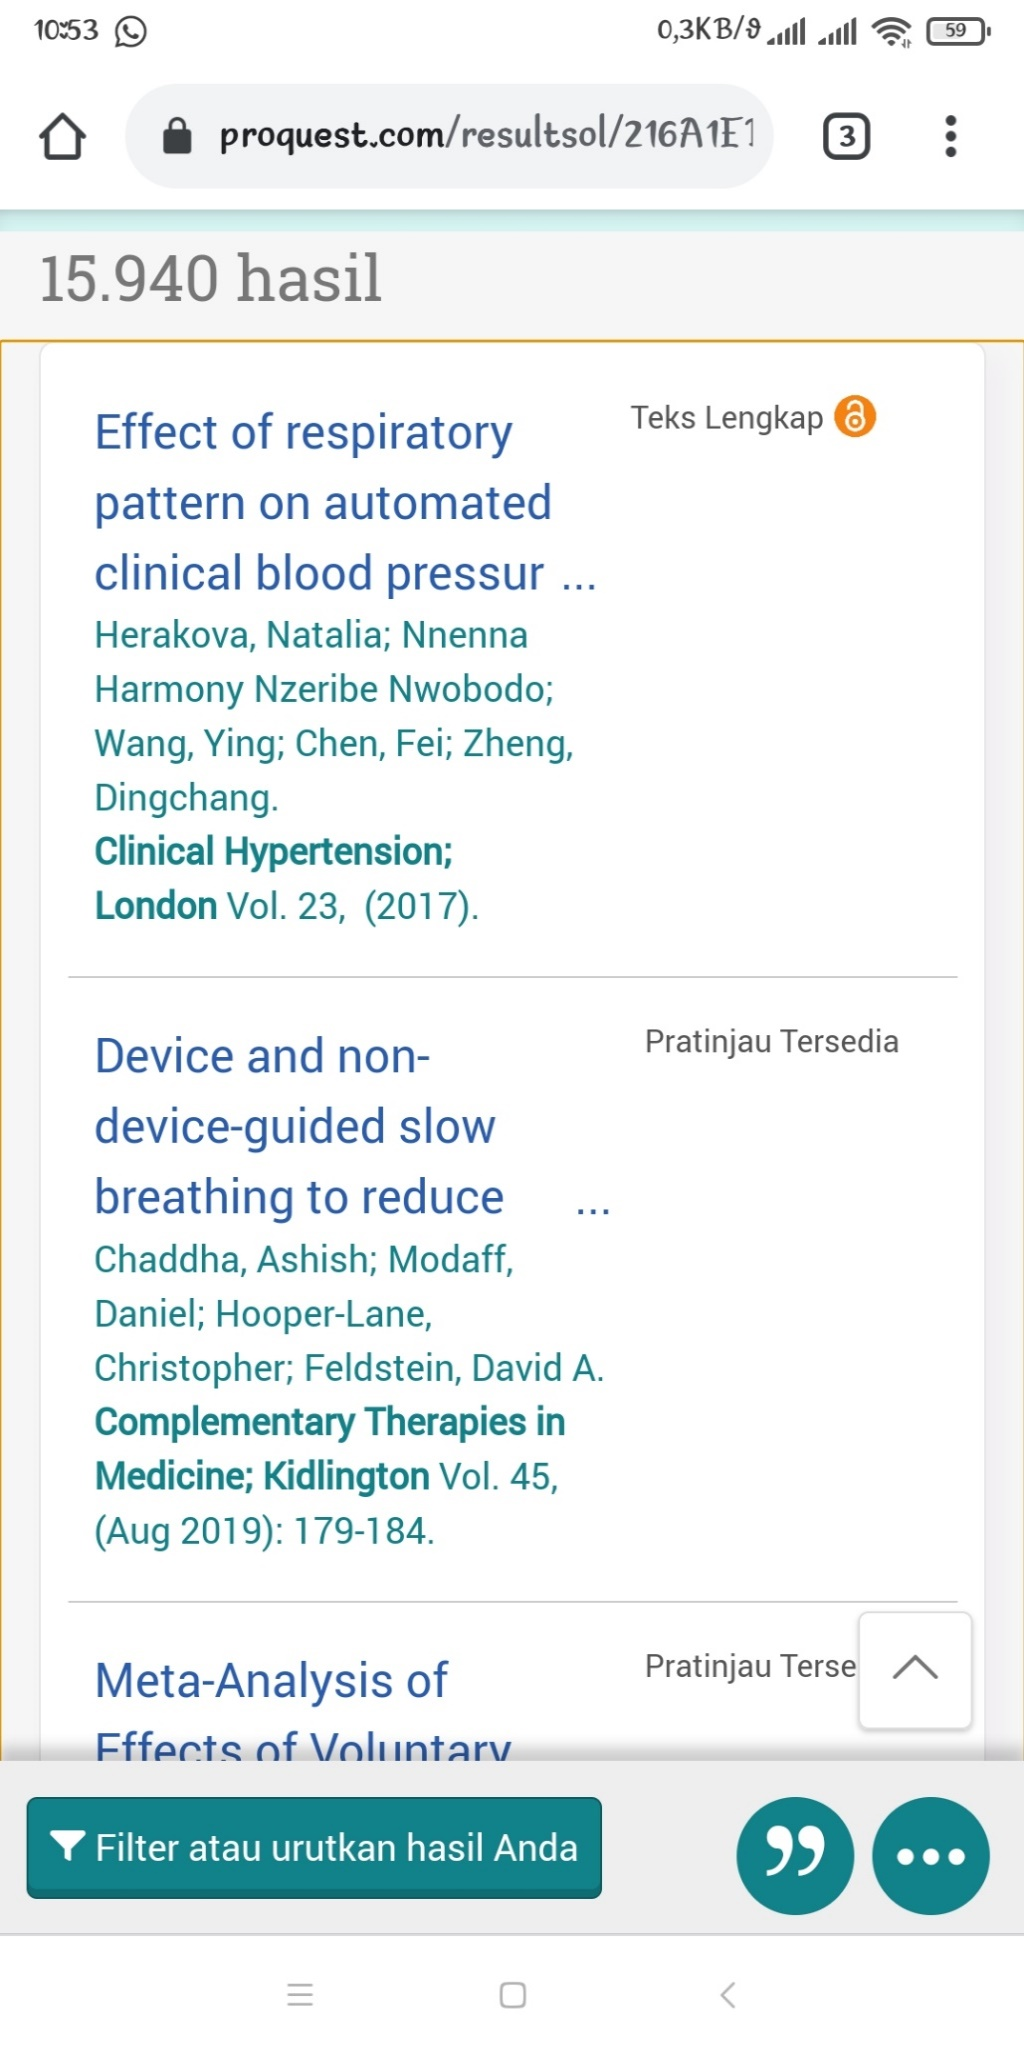 10:53
0,3KB/ϑ
59
proquest.com/resultsol/216A1E1
3
15.940 hasil
Effect of respiratory
pattern on automated
clinical blood pressur ...
Teks Lengkap
Herakova, Natalia; Nnenna
Harmony Nzeribe Nwobodo;
Wang, Ying; Chen, Fei; Zheng,
Dingchang.
Clinical Hypertension;
London Vol. 23, (2017).
Device and non-
device-guided slow
breathing to reduce ...
Pratinjau Tersedia
Chaddha, Ashish; Modaff,
Daniel; Hooper-Lane,
Christopher; Feldstein, David A.
Complementary Therapies in
Medicine; Kidlington Vol. 45,
(Aug 2019): 179-184.
Meta-Analysis of
Effects of Voluntary
Pratinjau Terse
Filter atau urutkan hasil Anda